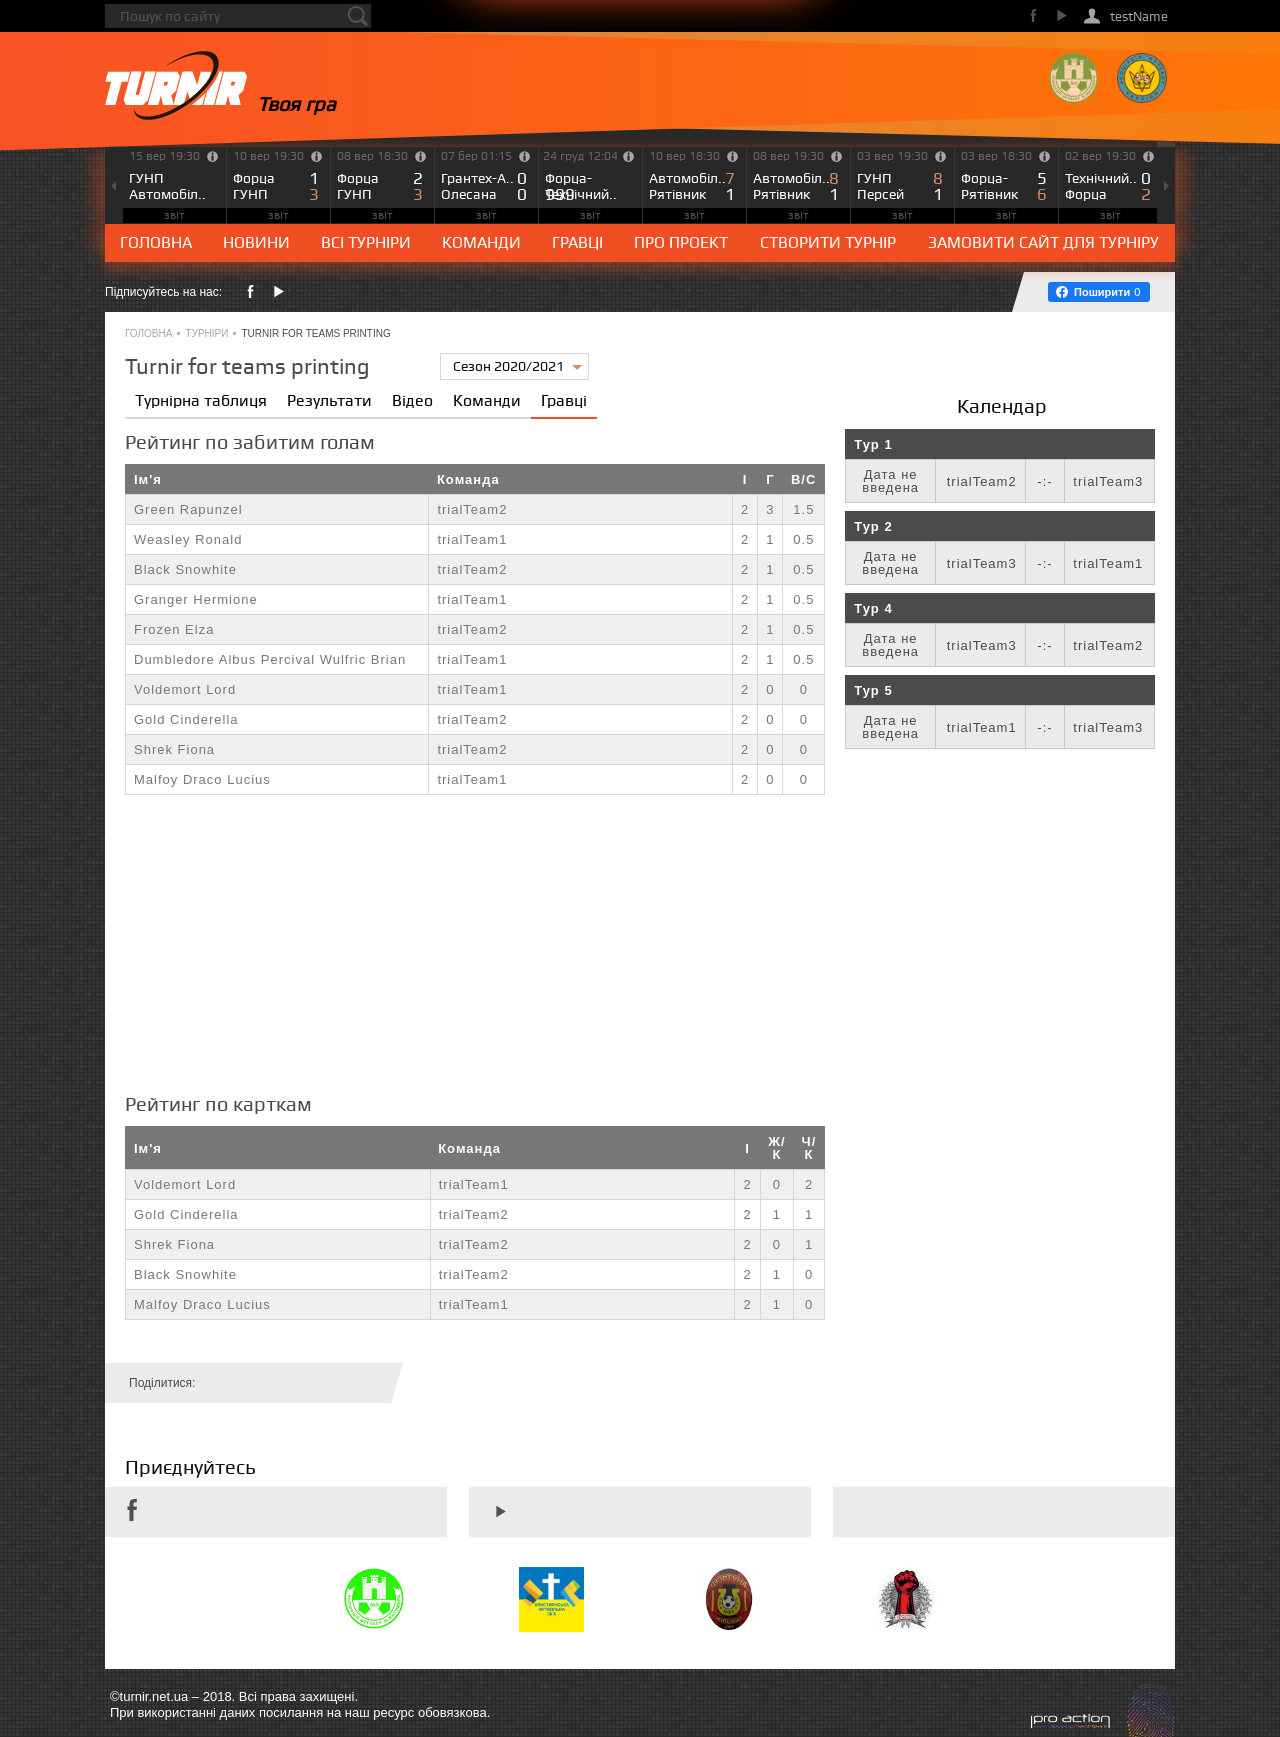 Пошук по сайту
testName
TURNIR
Твоя гра
15 вер 19:30 10 вер 19:30 08 вер 18:30 07 бер 01:15 24 груд 12:04 10 вер 18:30 08 вер 19:30 03 вер 19:30 03 вер 18:30 02 вер 19:30
ГУНП Форца 1 Форца 2 Грантех-А.. 0 Форца- Автомобіл.. 7 Автомобіл.. 8 ГУНП 8 Форца- 5 Технічний.. 0
Автомобіл.. ГУНП 3 ГУНП 3 Олесана 0 Технічний.. 999 Рятівник 1 Рятівник 1 Персей 1 Рятівник 6 Форца 2
ЗВІТ ЗВІТ ЗВІТ ЗВІТ ЗВІТ ЗВІТ ЗВІТ ЗВІТ ЗВІТ ЗВІТ
ГОЛОВНА НОВИНИ ВСІ ТУРНІРИ КОМАНДИ ГРАВЦІ ПРО ПРОЕКТ СТВОРИТИ ТУРНІР ЗАМОВИТИ САЙТ ДЛЯ ТУРНІРУ
Підписуйтесь на нас:
Поширити 0
ГОЛОВНА • ТУРНІРИ • TURNIR FOR TEAMS PRINTING
Turnir for teams printing
Сезон 2020/2021
Турнірна таблиця Результати Відео Команди Гравці
Рейтинг по забитим голам
Ім'я Команда І Г В/С
Green Rapunzel trialTeam2 2 3 1.5
Weasley Ronald trialTeam1 2 1 0.5
Black Snowhite trialTeam2 2 1 0.5
Granger Hermione trialTeam1 2 1 0.5
Frozen Elza trialTeam2 2 1 0.5
Dumbledore Albus Percival Wulfric Brian trialTeam1 2 1 0.5
Voldemort Lord trialTeam1 2 0 0
Gold Cinderella trialTeam2 2 0 0
Shrek Fiona trialTeam2 2 0 0
Malfoy Draco Lucius trialTeam1 2 0 0
Календар
Тур 1
Дата не введена trialTeam2 -:- trialTeam3
Тур 2
Дата не введена trialTeam3 -:- trialTeam1
Тур 4
Дата не введена trialTeam3 -:- trialTeam2
Тур 5
Дата не введена trialTeam1 -:- trialTeam3
Рейтинг по карткам
Ім'я Команда І Ж/К Ч/К
Voldemort Lord trialTeam1 2 0 2
Gold Cinderella trialTeam2 2 1 1
Shrek Fiona trialTeam2 2 0 1
Black Snowhite trialTeam2 2 1 0
Malfoy Draco Lucius trialTeam1 2 1 0
Поділитися:
Приєднуйтесь
©turnir.net.ua – 2018. Всі права захищені.
При використанні даних посилання на наш ресурс обовязкова.
pro action